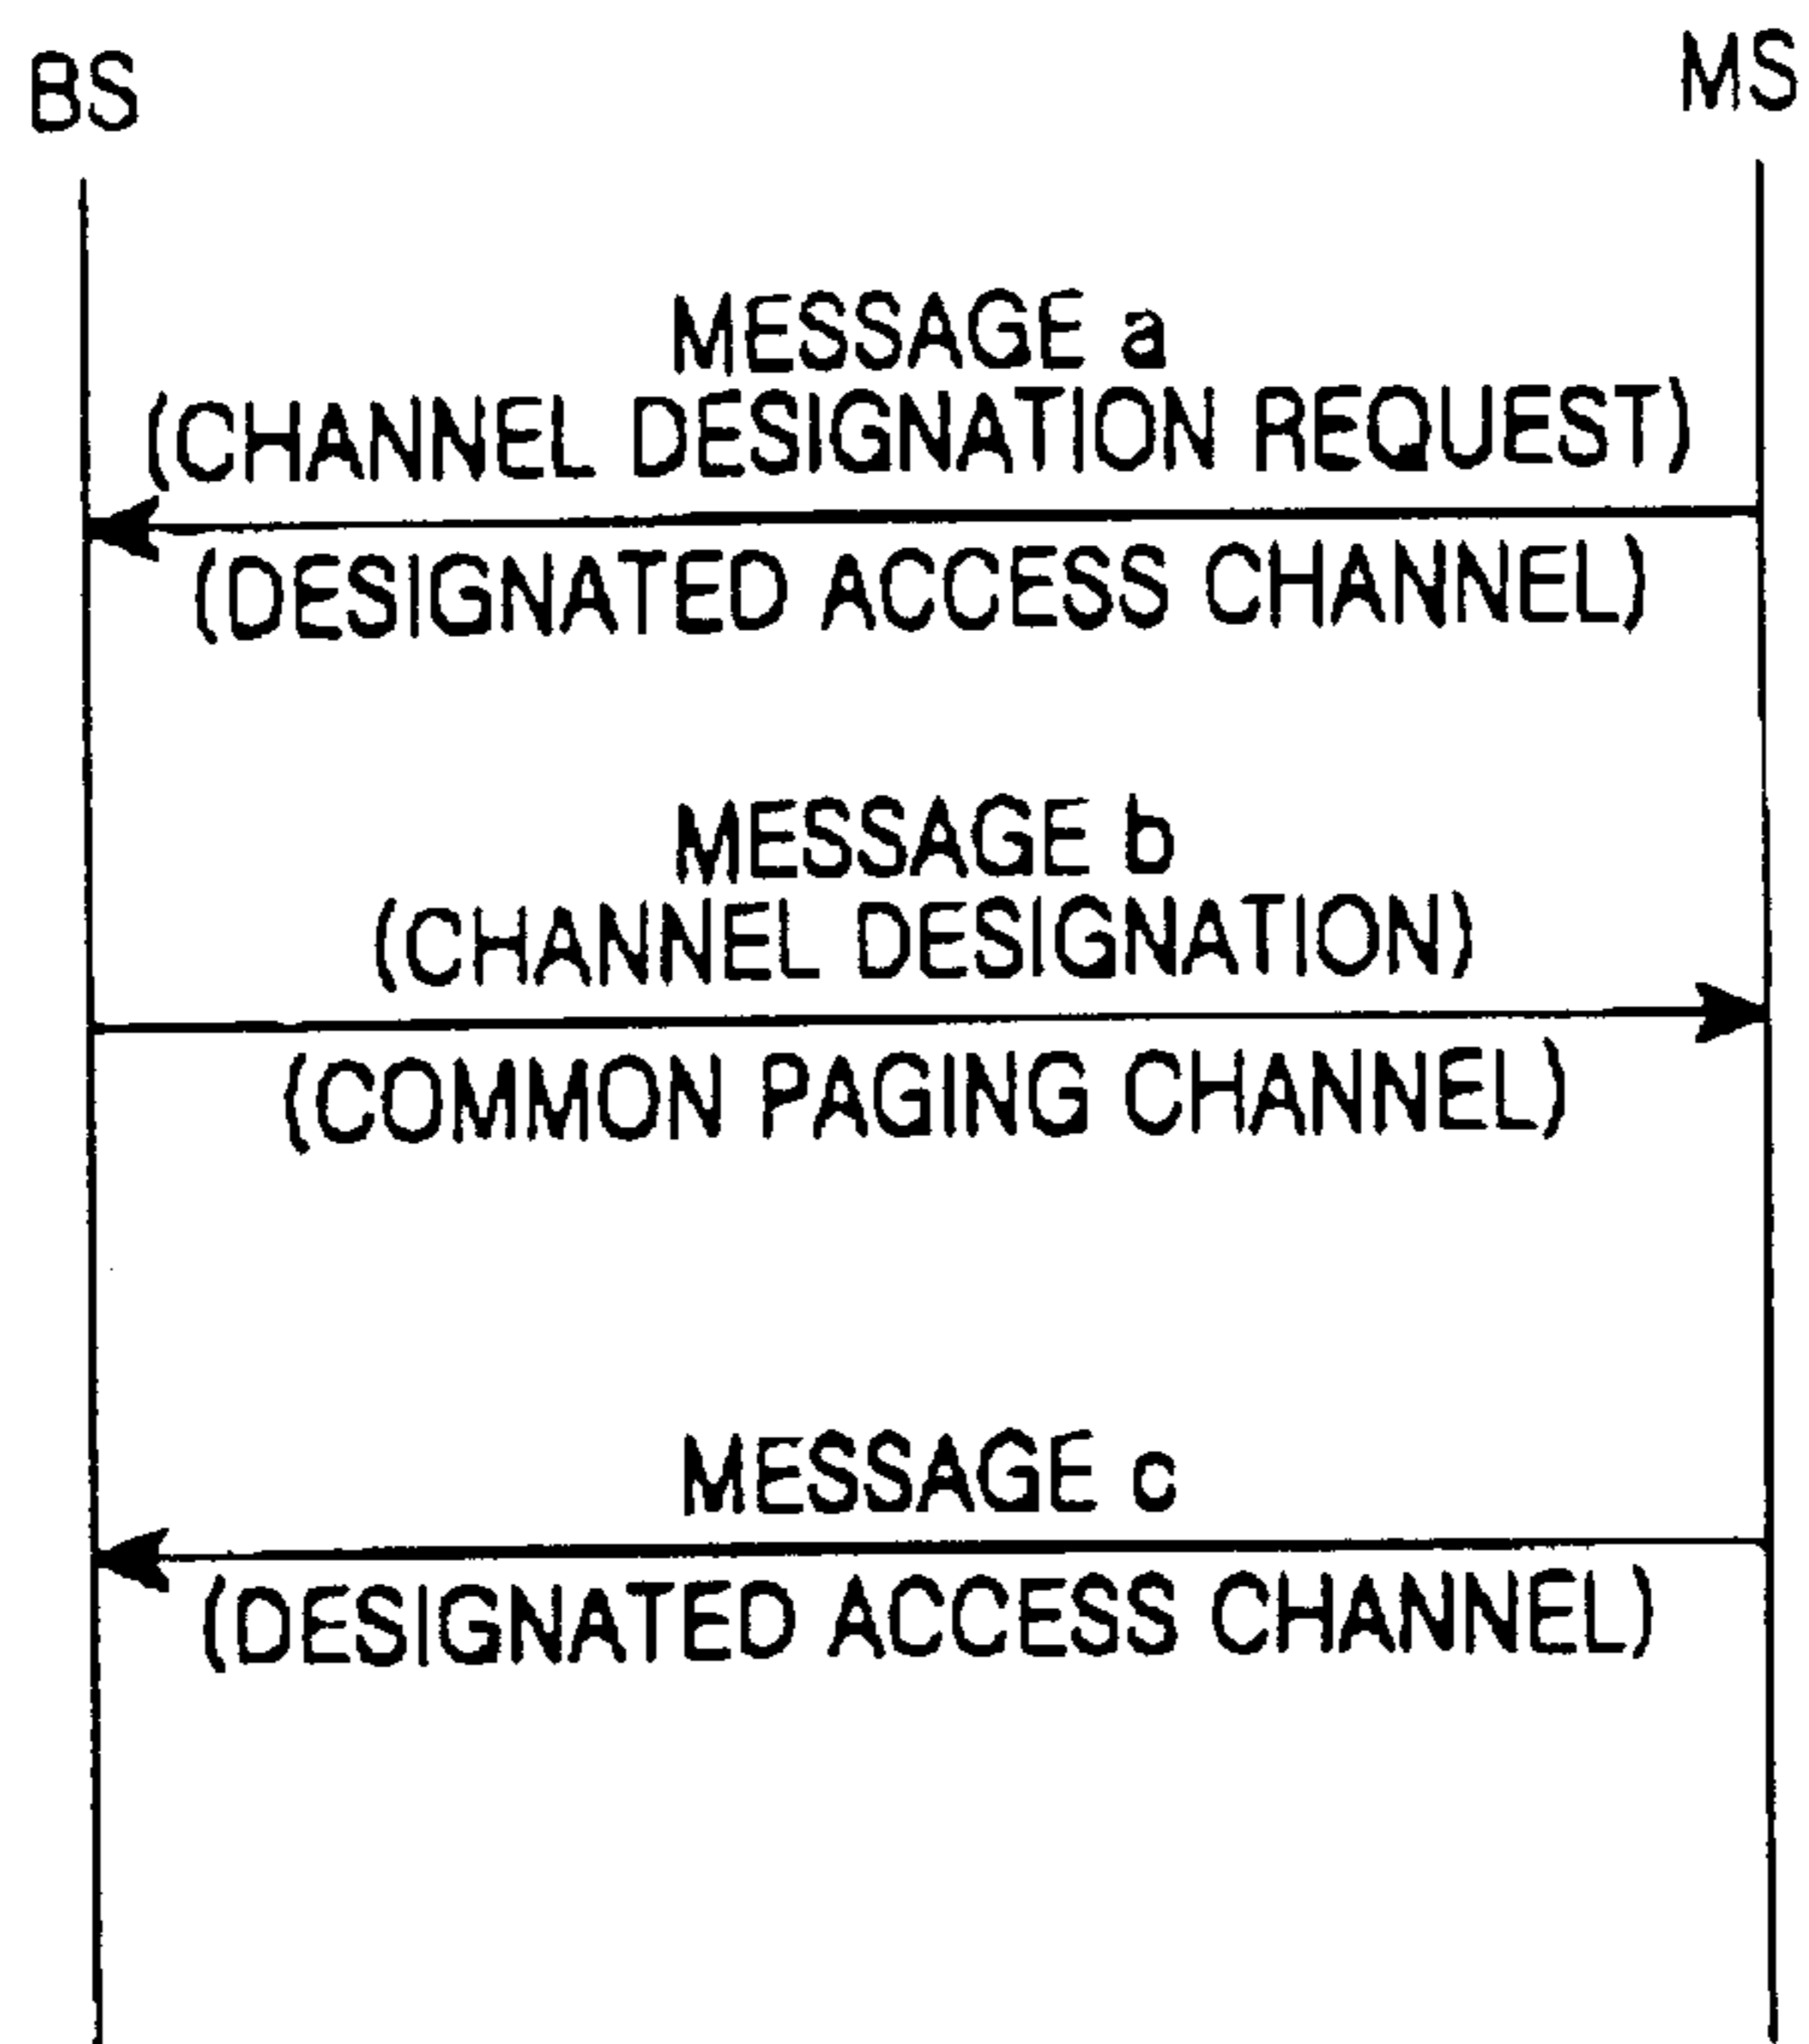 BS
MS
MESSAGE a
(CHANNEL DESIGNATION REQUEST)
(DESIGNATED ACCESS CHANNEL)
MESSAGE b
(CHANNEL DESIGNATION)
(COMMON PAGING CHANNEL)
MESSAGE c
(DESIGNATED ACCESS CHANNEL)